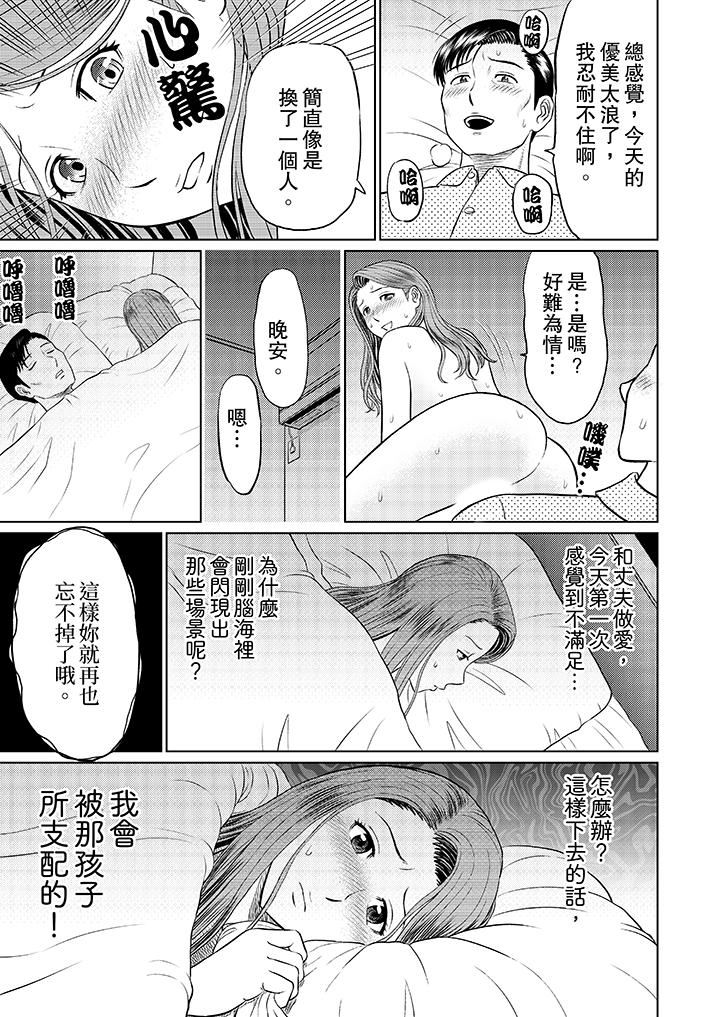 總感覺，今天的
優美太浪了，
我忍耐不住啊。
哈啊
哈啊
哈啊
簡直像是
換了一個人。
心驚
是…是嗎？
好難為情…
噗噗…
晚安。
嗯…
呼嚕嚕
呼嚕嚕
和丈夫做愛，
今天第一次
感覺到不滿足…
為什麼
剛剛腦海裡
會閃現出
那些場景呢？
這樣妳就再也
忘不掉了哦。
怎麼辦？
這樣下去的話，
我會
被那孩子
所支配的！